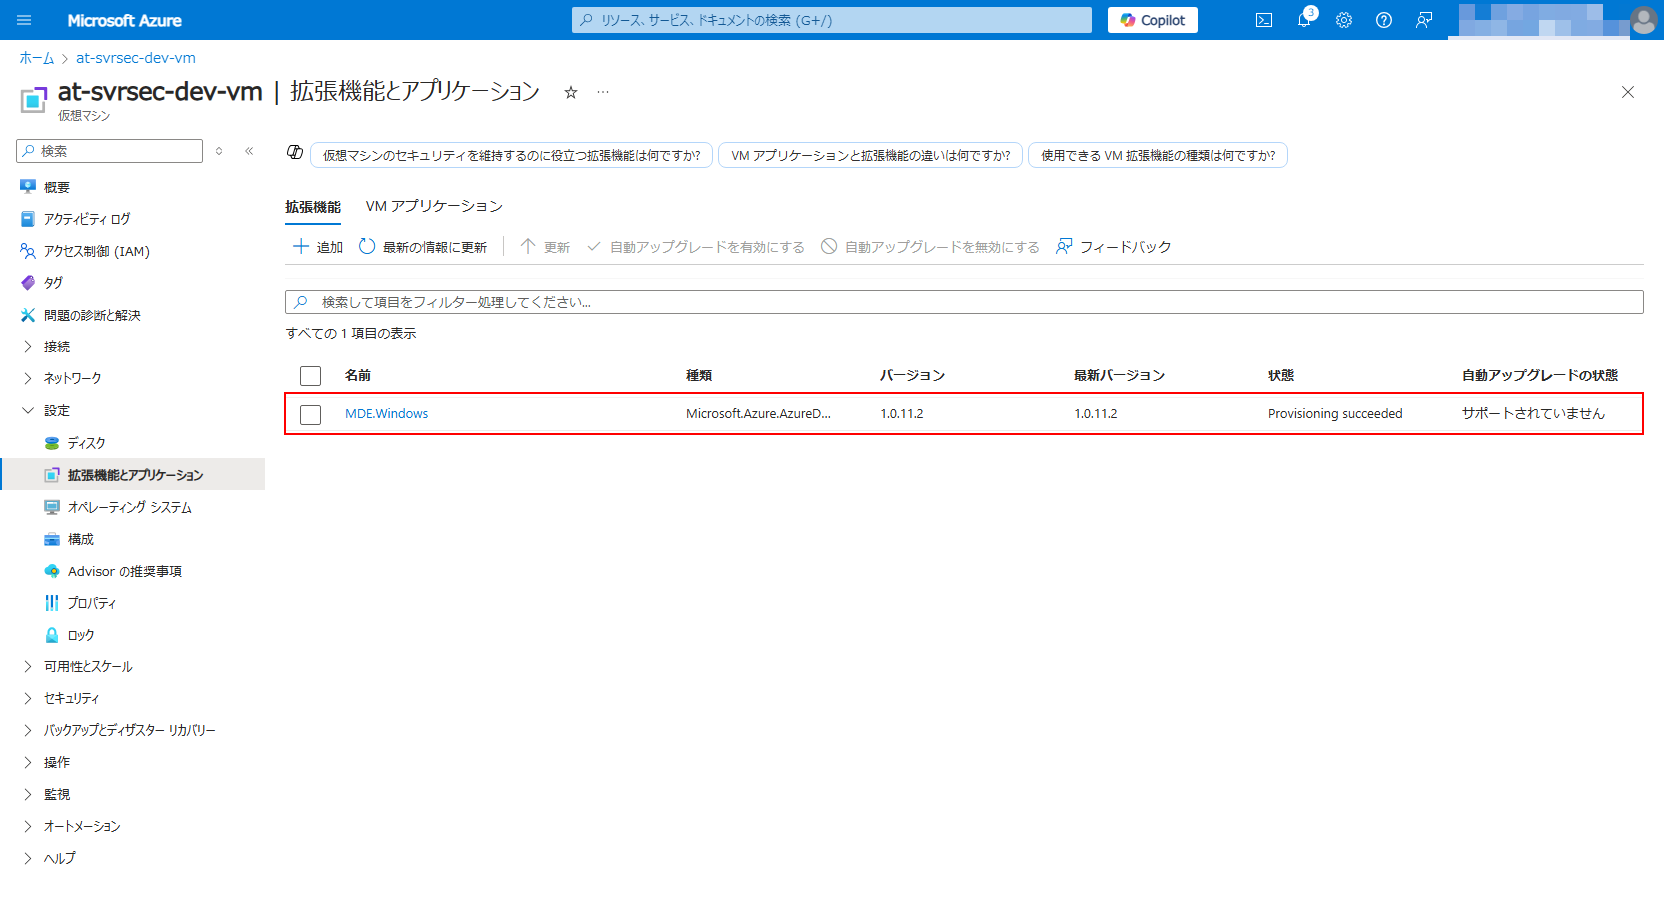 Microsoft Azure
リソース、サービス、ドキュメントの検索 (G+/)
Copilot
3
ホーム > at-svrsec-dev-vm
at-svrsec-dev-vm | 拡張機能とアプリケーション
仮想マシン
検索
仮想マシンのセキュリティを維持するのに役立つ拡張機能は何ですか?
VM アプリケーションと拡張機能の違いは何ですか?
使用できる VM 拡張機能の種類は何ですか?
概要
アクティビティ ログ
アクセス制御 (IAM)
タグ
問題の診断と解決
接続
ネットワーク
設定
ディスク
拡張機能とアプリケーション
オペレーティング システム
構成
Advisor の推奨事項
プロパティ
ロック
可用性とスケール
セキュリティ
バックアップとディザスター リカバリー
操作
監視
オートメーション
ヘルプ
拡張機能 VM アプリケーション
追加 最新の情報に更新 更新 自動アップグレードを有効にする 自動アップグレードを無効にする フィードバック
検索して項目をフィルター処理してください...
すべての 1 項目の表示
名前 種類 バージョン 最新バージョン 状態 自動アップグレードの状態
MDE.Windows Microsoft.Azure.AzureD... 1.0.11.2 1.0.11.2 Provisioning succeeded サポートされていません